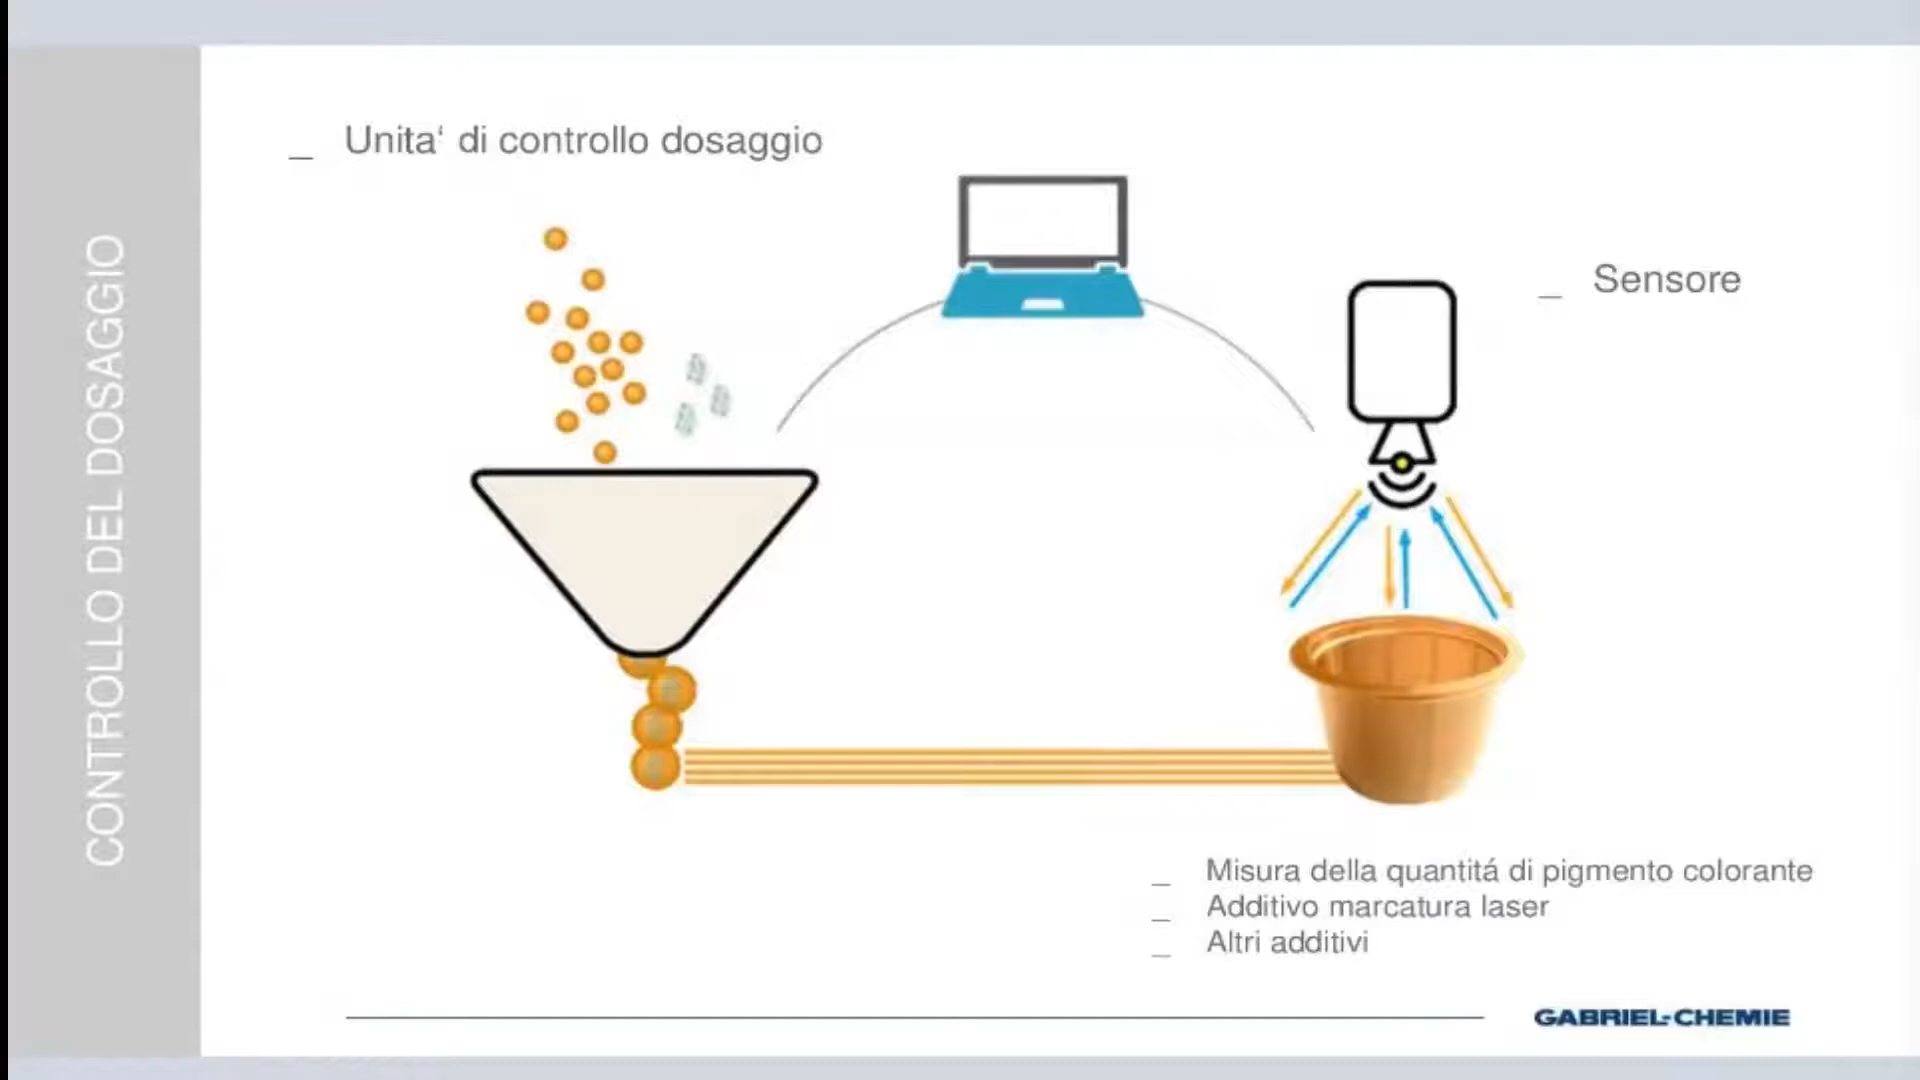 CONTROLLO DEL DOSAGGIO
_ Unita‘ di controllo dosaggio
_ Sensore
_ Misura della quantitá di pigmento colorante
_ Additivo marcatura laser
_ Altri additivi
GABRIEL-CHEMIE